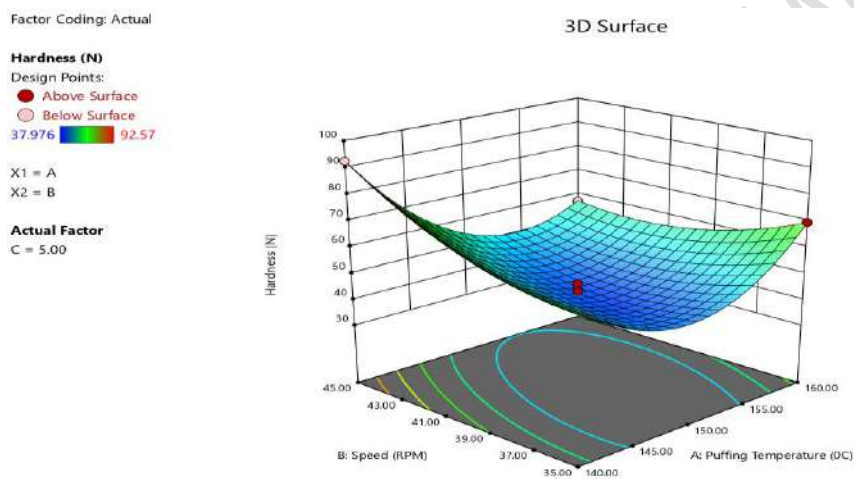 Factor Coding: Actual
3D Surface
Hardness (N)
Design Points:
Above Surface
Below Surface
37.976 92.57
X1 = A
X2 = B
Actual Factor
C = 5.00
Hardness (N)
100
90
80
70
60
50
40
30
45.00
43.00
41.00
39.00
37.00
35.00
B: Speed (RPM)
140.00
145.00
150.00
155.00
160.00
A: Puffing Temperature (0C)